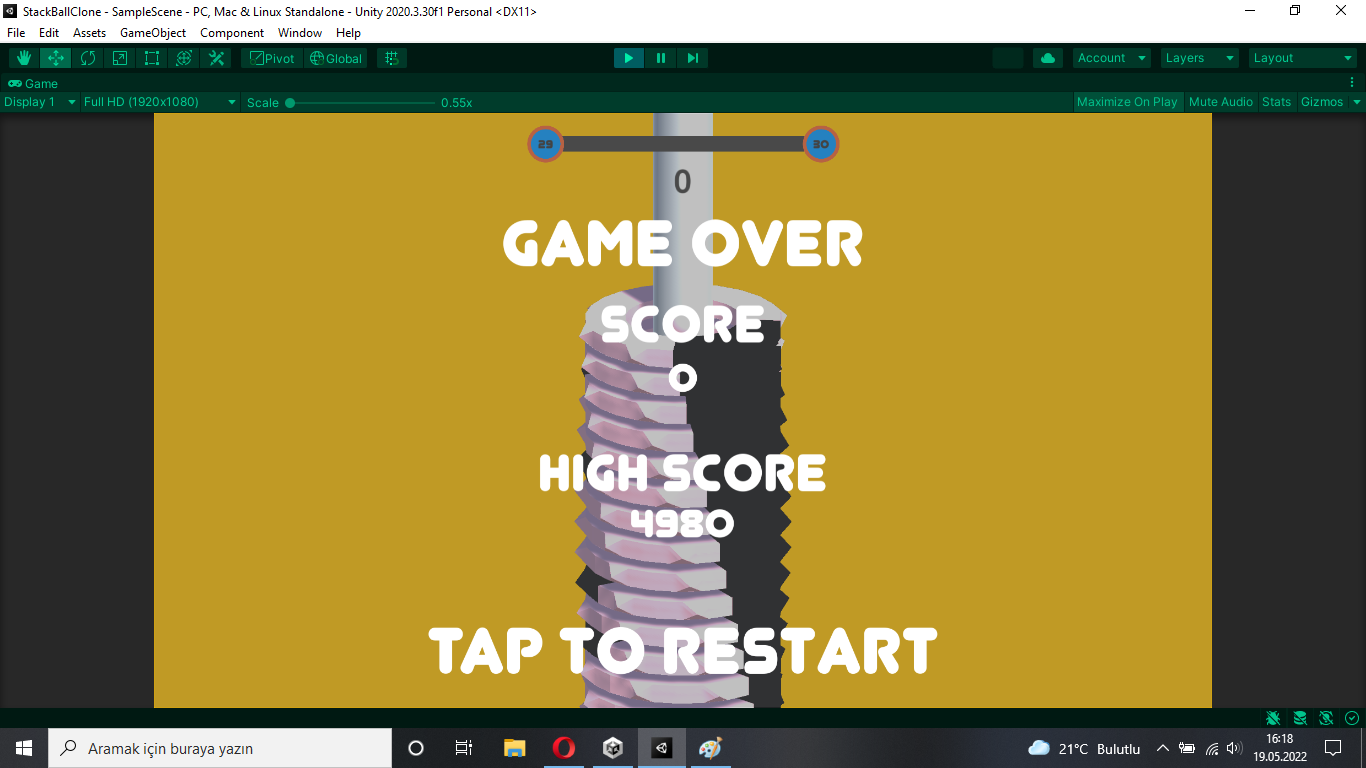 StackBallClone - SampleScene - PC, Mac & Linux Standalone - Unity 2020.3.30f1 Personal <DX11>
File Edit Assets GameObject Component Window Help
Pivot Global Account Layers Layout
Game
Display 1 Full HD (1920x1080) Scale 0.55x Maximize On Play Mute Audio Stats Gizmos
29 30
0
GAME OVER
SCORE
0
HIGH SCORE
4980
TAP TO RESTART
Aramak için buraya yazın 21°C Bulutlu 16:18
19.05.2022